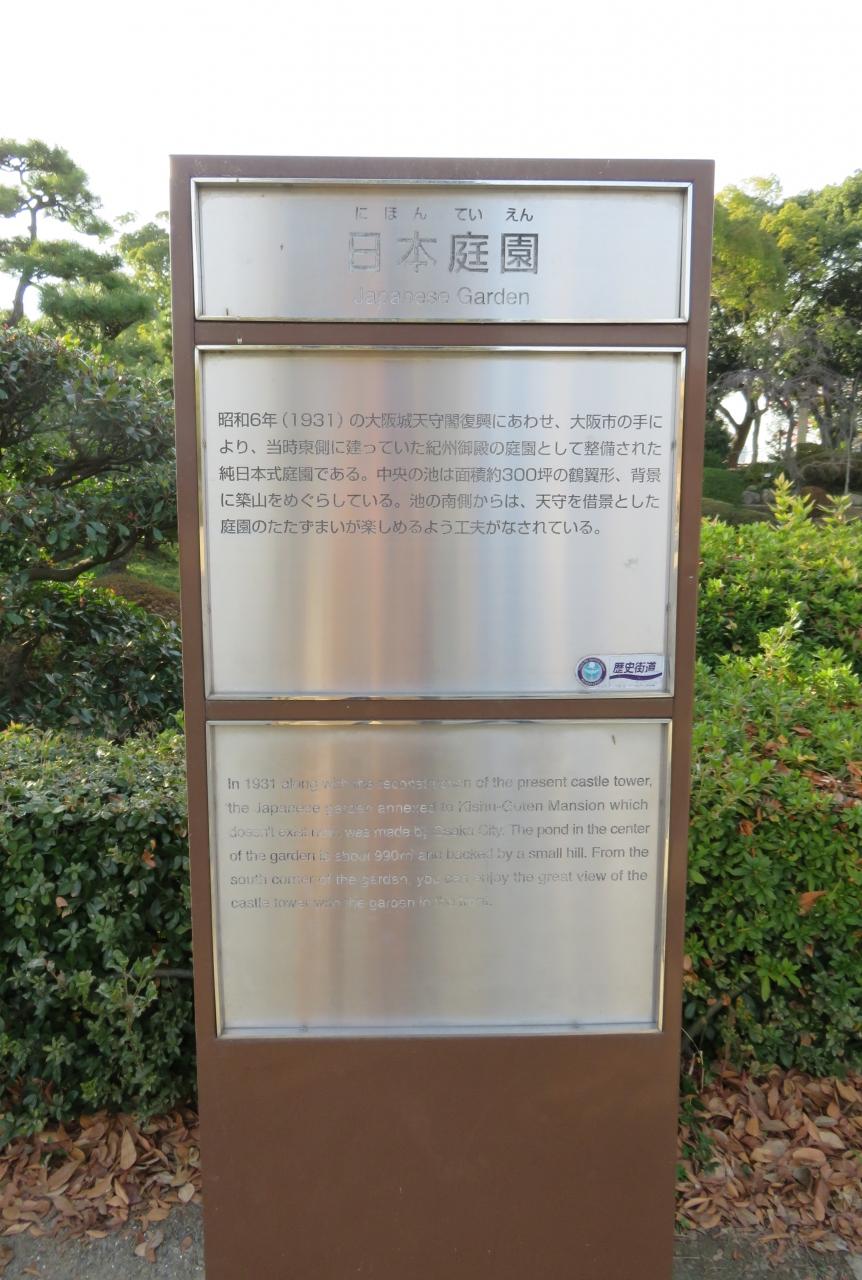 にほん てい えん
日本庭園
Japanese Garden
昭和6年(1931)の大阪城天守閣復興にあわせ、大阪市の手に
より、当時東側に建っていた紀州御殿の庭園として整備された
純日本式庭園である。中央の池は面積約300坪の鶴翼形、背景
に築山をめぐらしている。池の南側からは、天守を借景とした
庭園のたたずまいが楽しめるよう工夫がなされている。
歴史街道
In 1931 along with the reconstruction of the present castle tower,
the Japanese garden annexed to Kishu-Goten Mansion which
doesn't exist now, was made by Osaka City. The pond in the center
of the garden is about 990㎡ and backed by a small hill. From the
south corner of the garden, you can enjoy the great view of the
castle tower with the garden in the front.